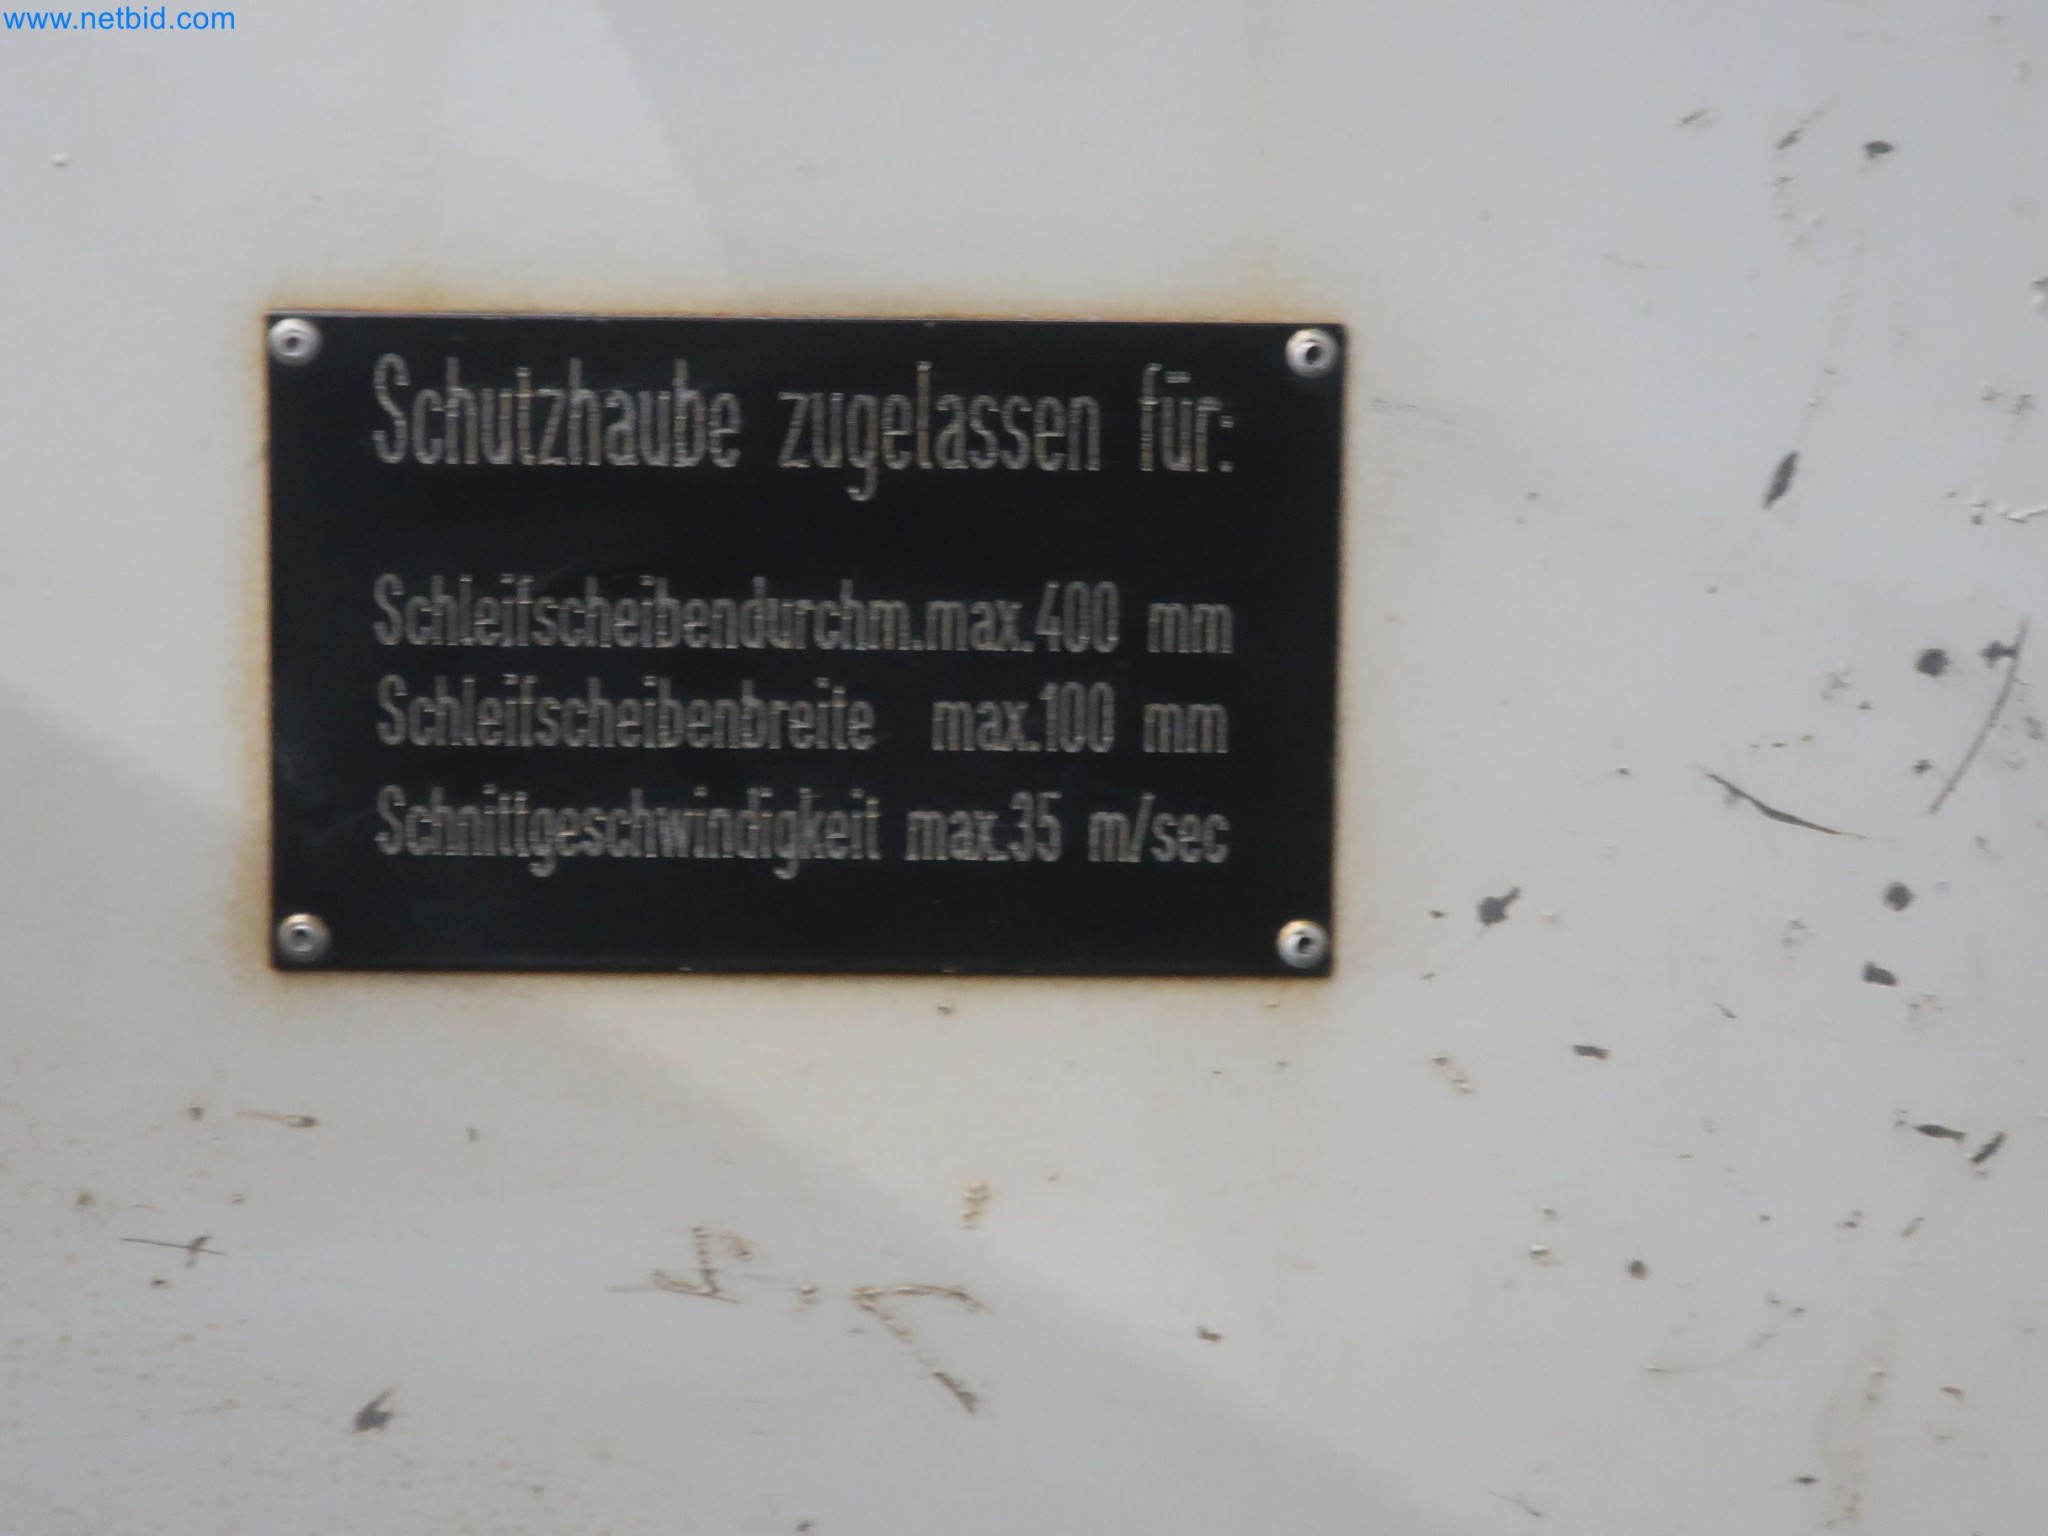 www.netbid.com
Schutzhaube zugelassen für:
Schleifscheibendurchm.max.400 mm
Schleifscheibenbreite max.100 mm
Schnittgeschwindigkeit max.35 m/sec